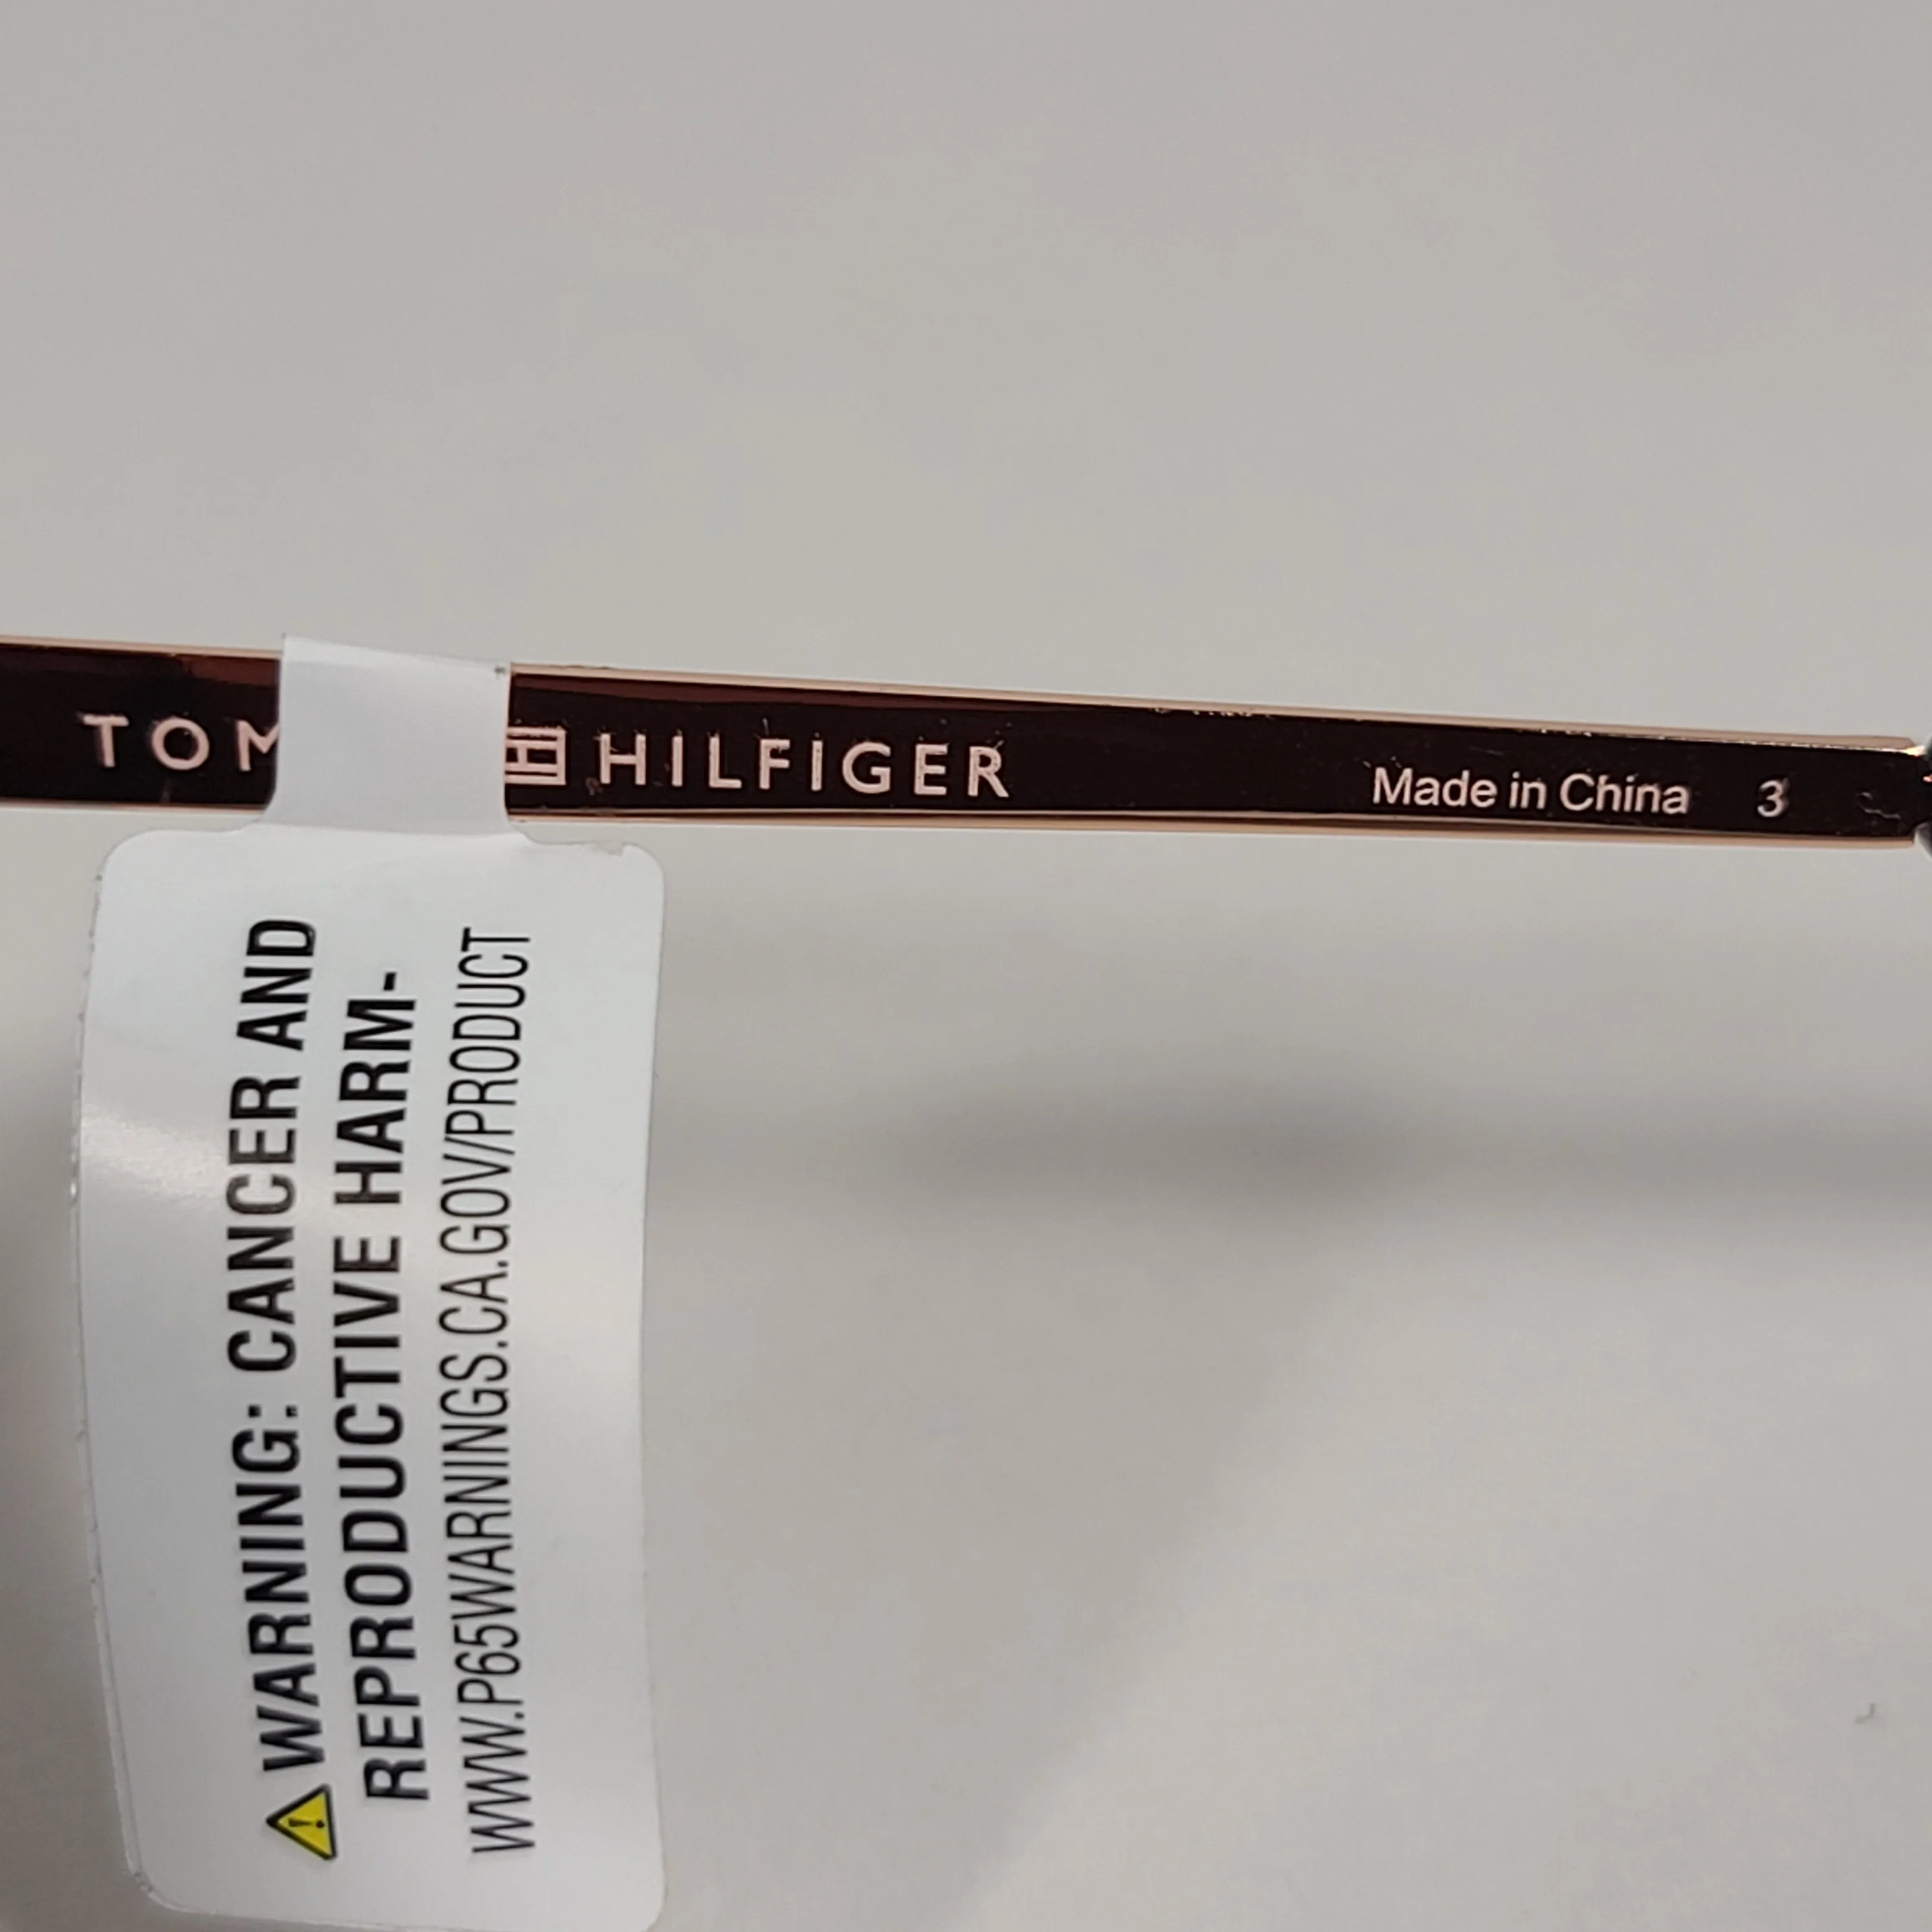 TOM HILFIGER
Made in China 3
WARNING: CANCER AND
REPRODUCTIVE HARM-
WWW.P65WARNINGS.CA.GOV/PRODUCT